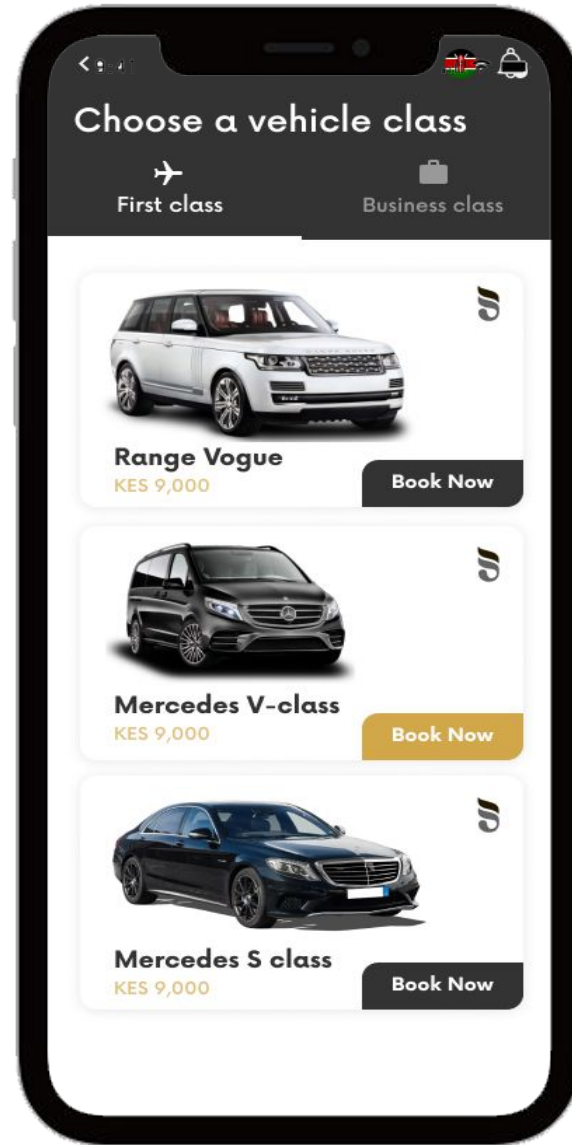 Choose a vehicle class
First class
Business class
Range Vogue
KES 9,000
Book Now
Mercedes V-class
KES 9,000
Book Now
Mercedes S class
KES 9,000
Book Now